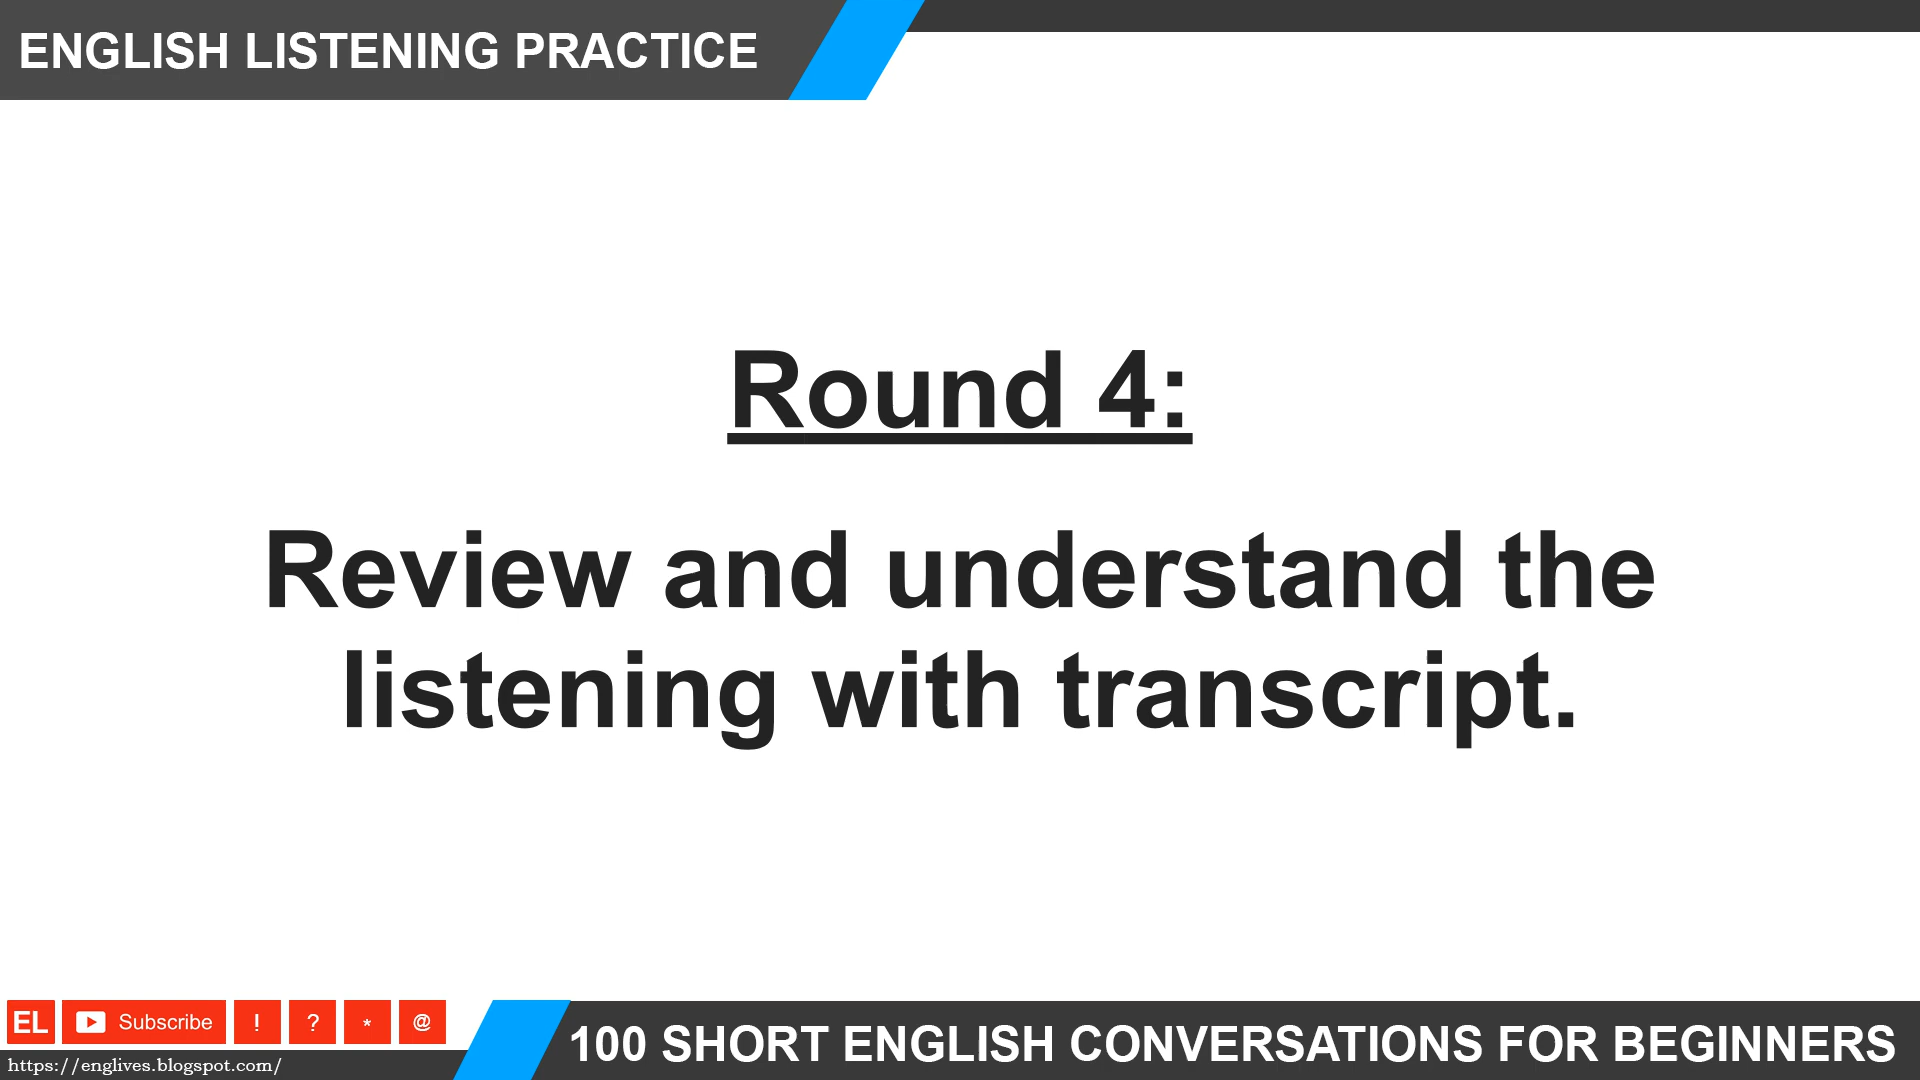 ENGLISH LISTENING PRACTICE
Round 4:
Review and understand the
listening with transcript.
EL Subscribe ! ? * @
https://englives.blogspot.com/
100 SHORT ENGLISH CONVERSATIONS FOR BEGINNERS